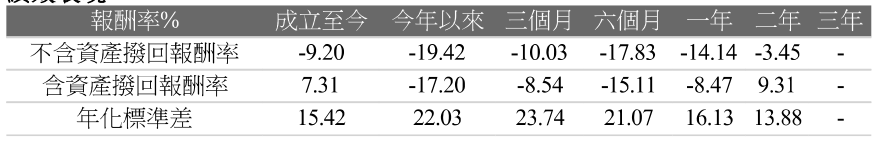 報酬率% 成立至今 今年以來 三個月 六個月 一年 二年 三年
不含資產撥回報酬率 -9.20 -19.42 -10.03 -17.83 -14.14 -3.45 -
含資產撥回報酬率 7.31 -17.20 -8.54 -15.11 -8.47 9.31 -
年化標準差 15.42 22.03 23.74 21.07 16.13 13.88 -